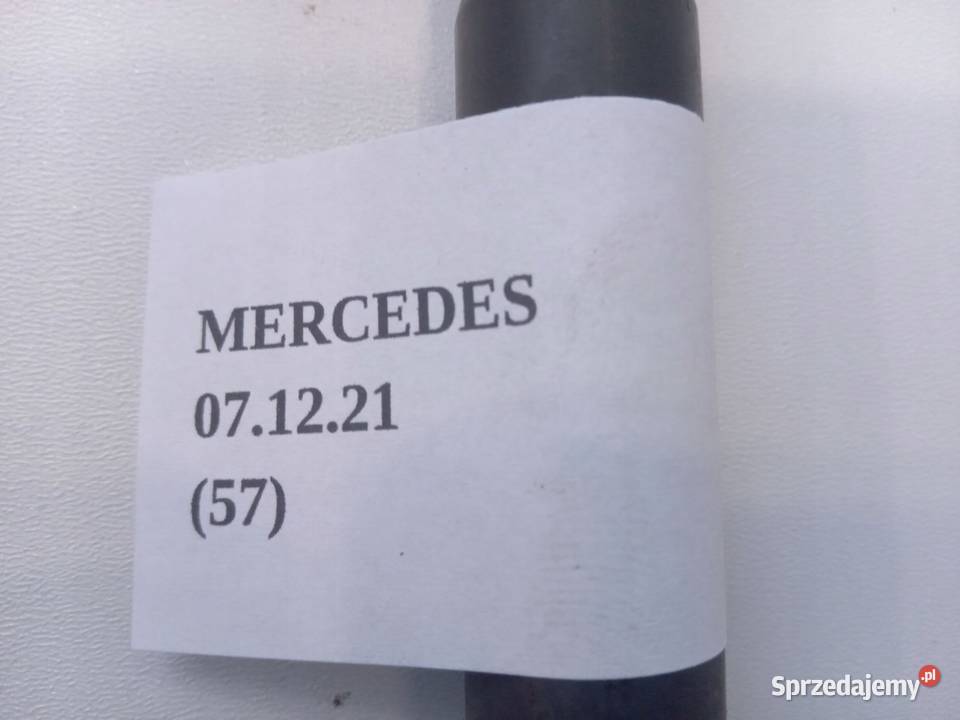 MERCEDES
07.12.21
(57)
Sprzedajemy.pl